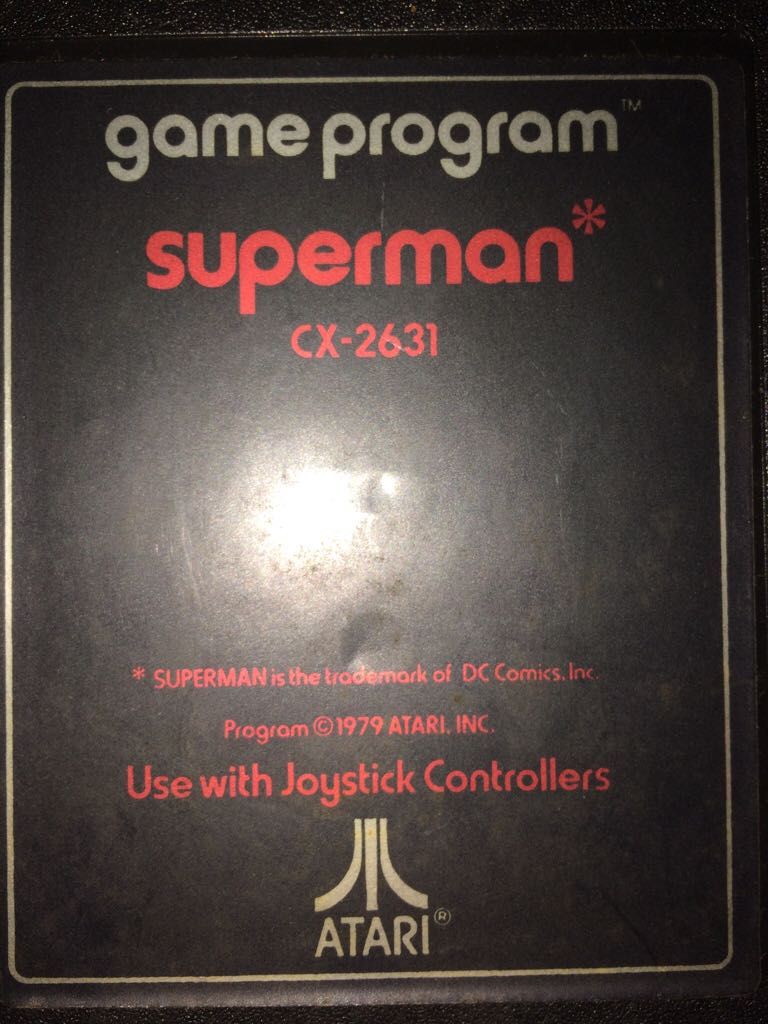 game program™
superman*
CX-2631
* SUPERMAN is the trademark of DC Comics, Inc.
Program ©1979 ATARI, INC.
Use with Joystick Controllers
ATARI®